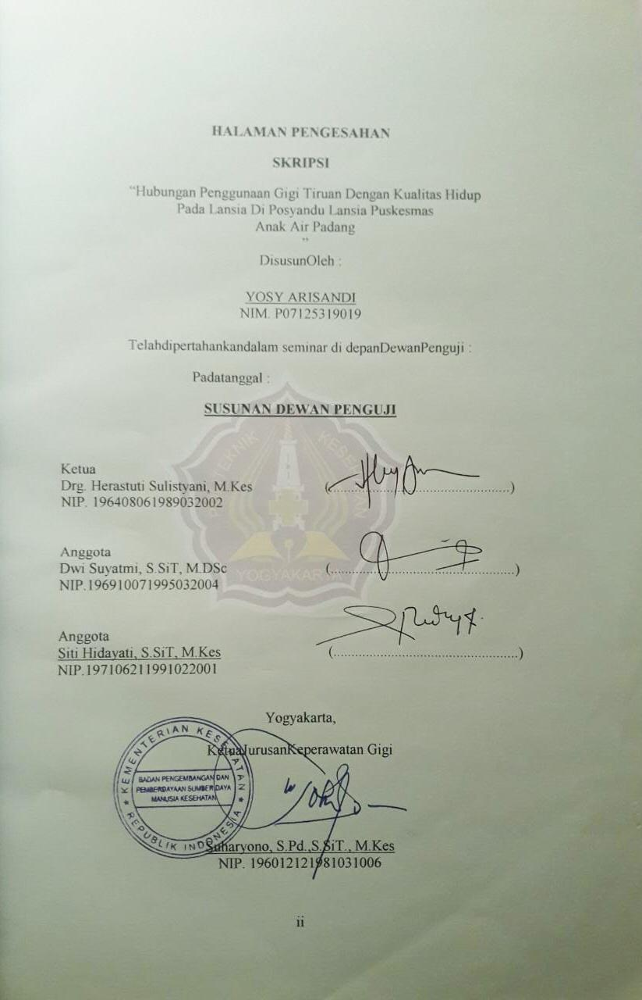 HALAMAN PENGESAHAN
SKRIPSI
“Hubungan Penggunaan Gigi Tiruan Dengan Kualitas Hidup
Pada Lansia Di Posyandu Lansia Puskesmas
Anak Air Padang
”
DisusunOleh :
YOSY ARISANDI
NIM. P07125319019
Telahdipertahankandalam seminar di depanDewanPenguji :
Padatanggal :
SUSUNAN DEWAN PENGUJI
Ketua
Drg. Herastuti Sulistyani, M.Kes
NIP. 196408061989032002
(..........................................)
Anggota
Dwi Suyatmi, S.SiT, M.DSc
NIP.196910071995032004
(..........................................)
Anggota
Siti Hidayati, S.SiT, M.Kes
NIP.197106211991022001
(..........................................)
YOGYAKARTA
Yogyakarta,
KetuaJurusanKeperawatan Gigi
KEMENTERIAN KESEHATAN
BADAN PENGEMBANGAN DAN
PEMBERDAYAAN SUMBER DAYA
MANUSIA KESEHATAN
REPUBLIK INDONESIA
Suharyono, S.Pd.,S.SiT., M.Kes
NIP. 196012121981031006
ii